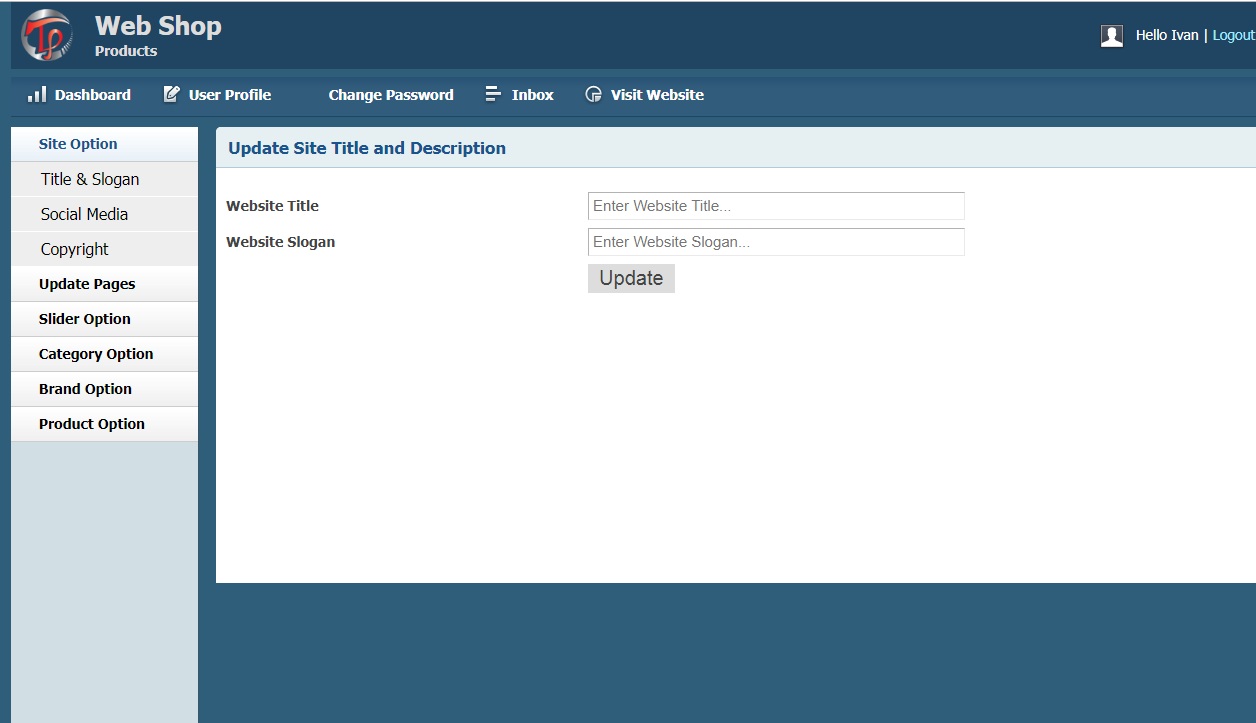 Web Shop
Products
Hello Ivan | Logout
Dashboard User Profile Change Password Inbox Visit Website
Site Option
Title & Slogan
Social Media
Copyright
Update Pages
Slider Option
Category Option
Brand Option
Product Option
Update Site Title and Description
Website Title Enter Website Title...
Website Slogan Enter Website Slogan...
Update